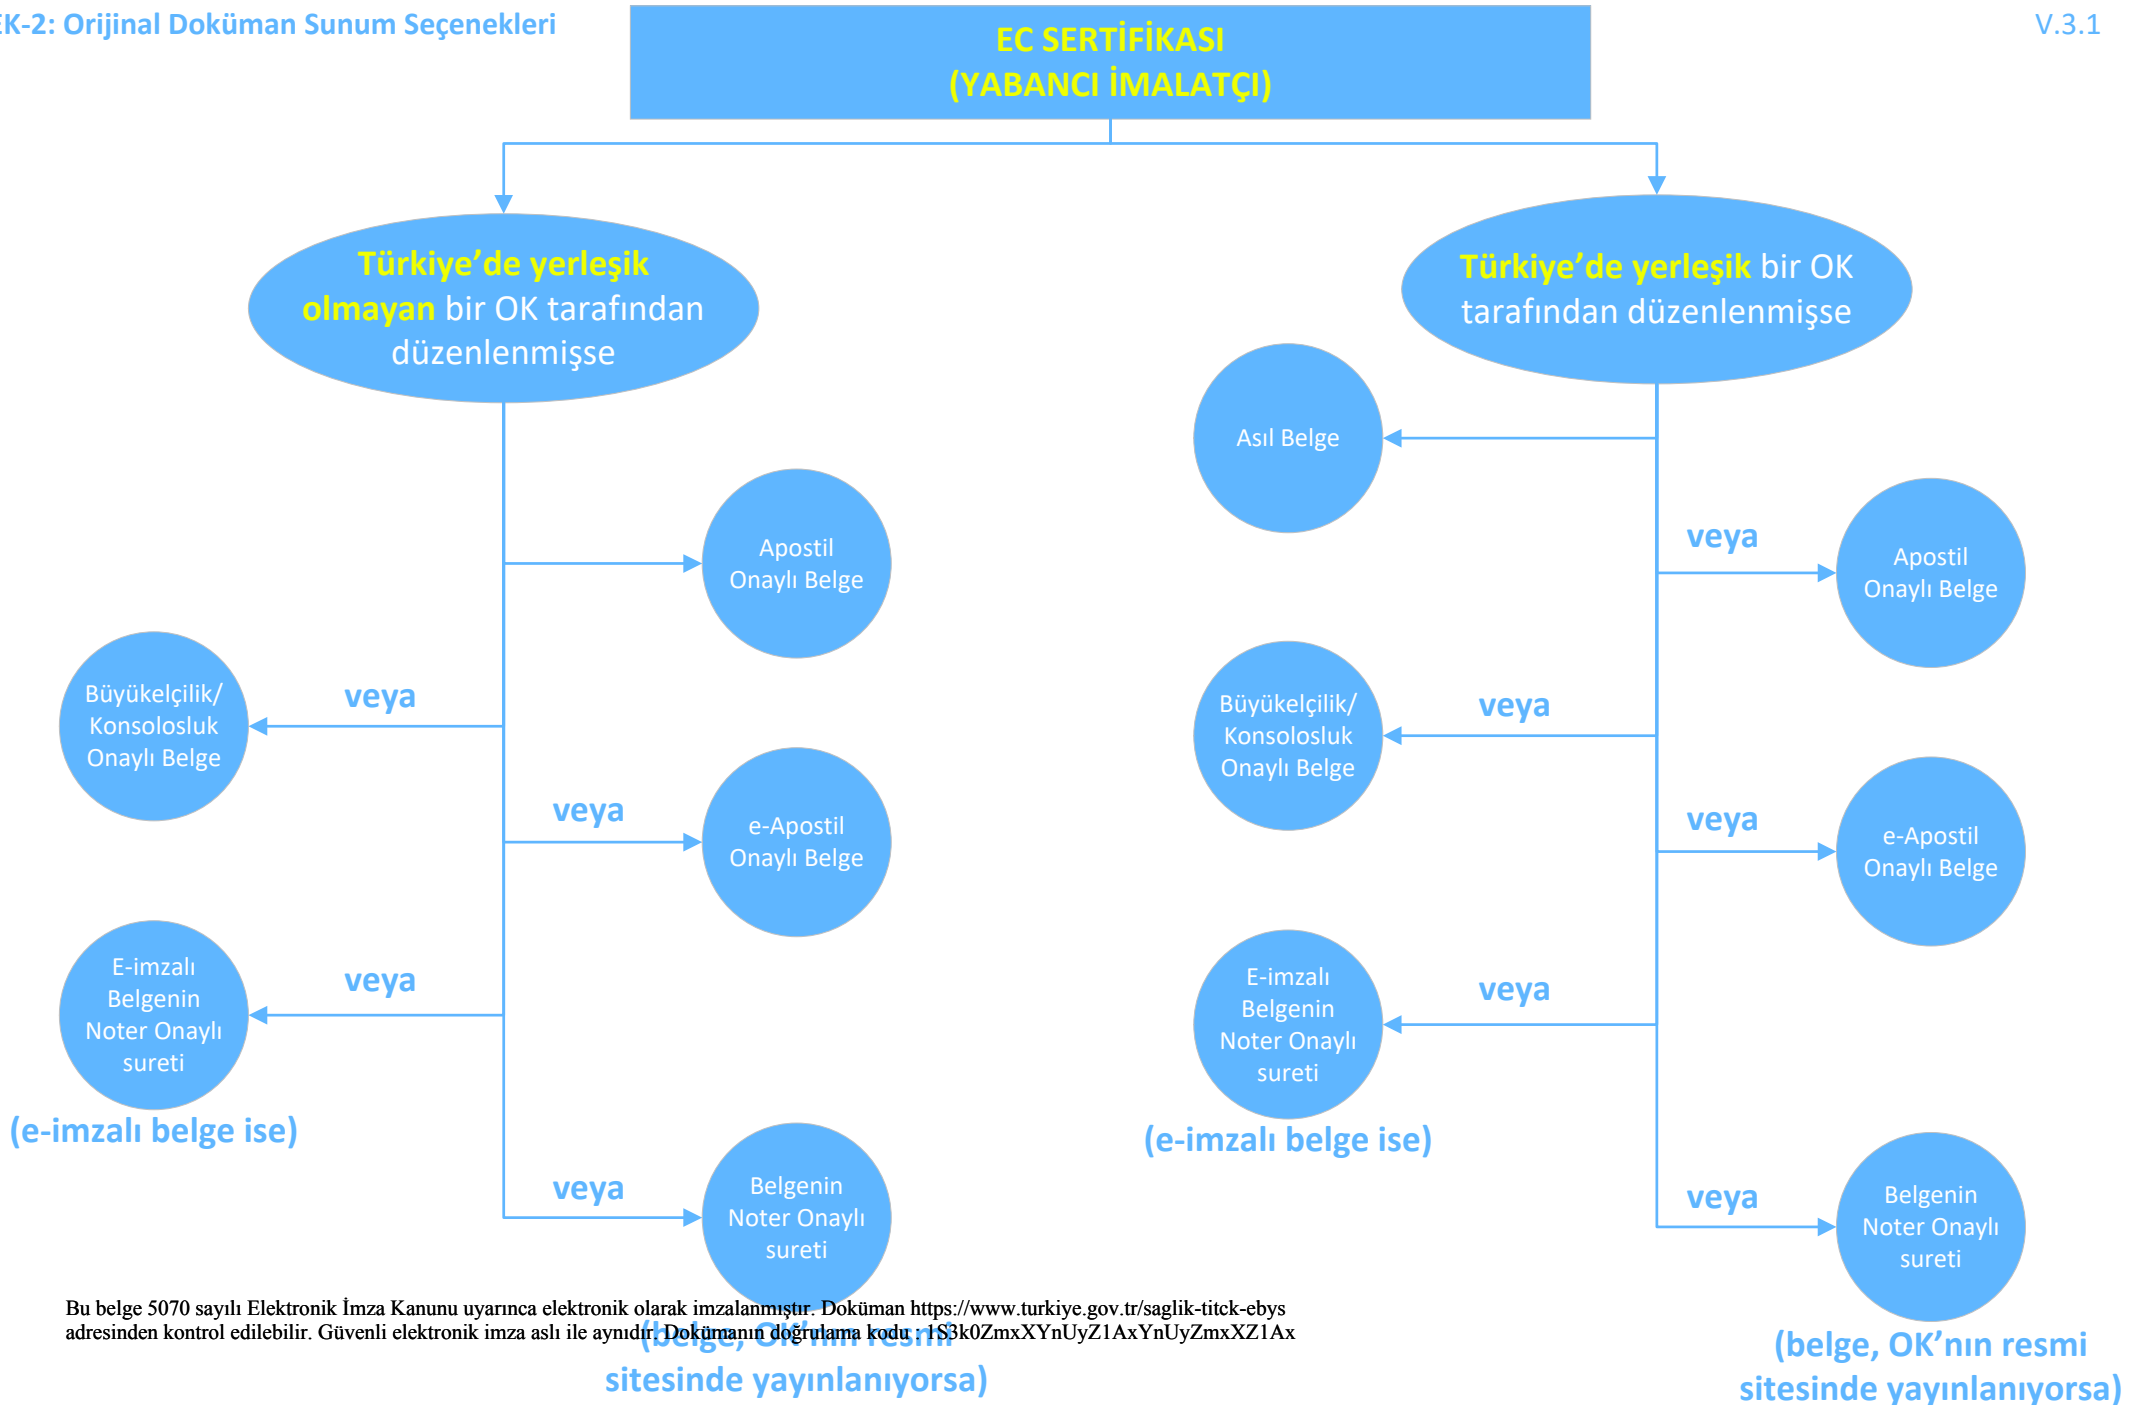 EK-2: Orijinal Doküman Sunum Seçenekleri
V.3.1
EC SERTİFİKASI
(YABANCI İMALATÇI)
Türkiye’de yerleşik
olmayan bir OK tarafından
düzenlenmişse
Apostil
Onaylı Belge
veya
Büyükelçilik/
Konsolosluk
Onaylı Belge
veya
e-Apostil
Onaylı Belge
veya
E-imzalı
Belgenin
Noter Onaylı
sureti
(e-imzalı belge ise)
veya
Belgenin
Noter Onaylı
sureti
(belge, OK’nın resmi
sitesinde yayınlanıyorsa)
Türkiye’de yerleşik bir OK
tarafından düzenlenmişse
Asıl Belge
veya
Apostil
Onaylı Belge
veya
Büyükelçilik/
Konsolosluk
Onaylı Belge
veya
e-Apostil
Onaylı Belge
veya
E-imzalı
Belgenin
Noter Onaylı
sureti
(e-imzalı belge ise)
veya
Belgenin
Noter Onaylı
sureti
(belge, OK’nın resmi
sitesinde yayınlanıyorsa)
Bu belge 5070 sayılı Elektronik İmza Kanunu uyarınca elektronik olarak imzalanmıştır. Doküman https://www.turkiye.gov.tr/saglik-titck-ebys
adresinden kontrol edilebilir. Güvenli elektronik imza aslı ile aynıdır. Dokümanın doğrulama kodu : 1S3k0ZmxXYnUyZ1AxYnUyZmxXZ1Ax